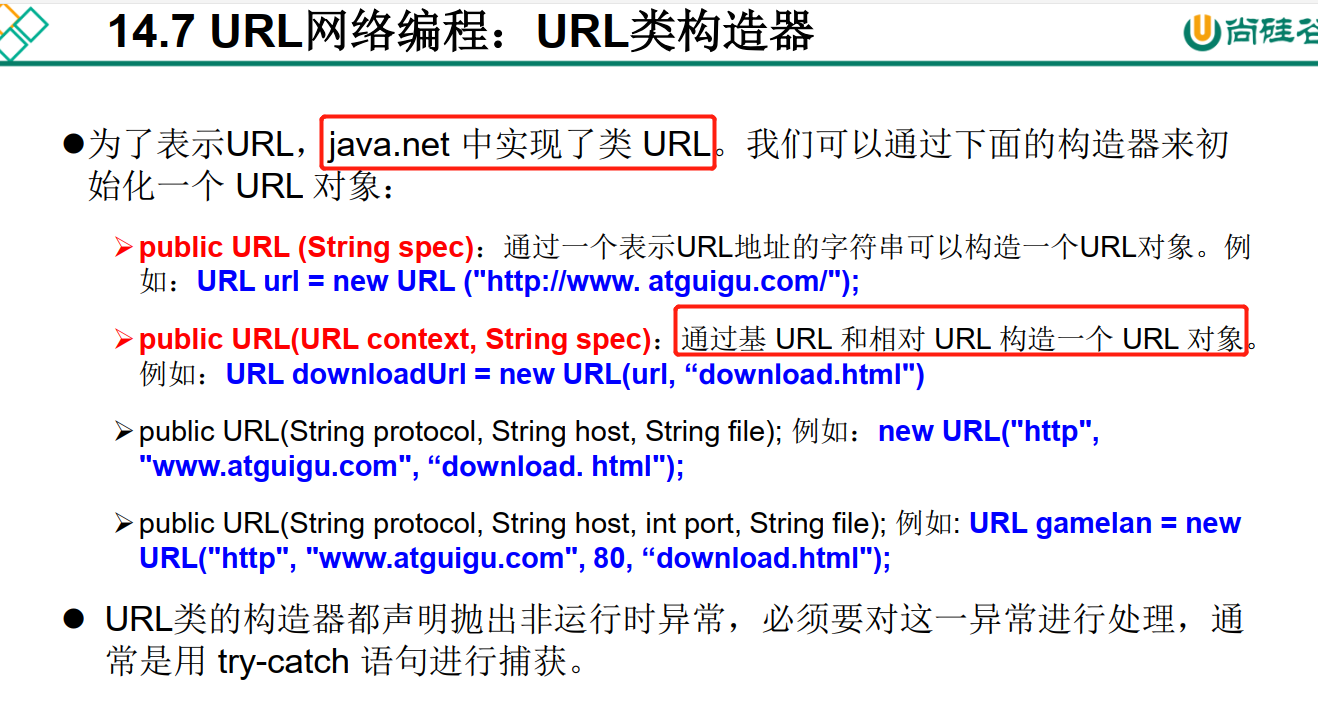 14.7 URL网络编程：URL类构造器
尚硅谷
●为了表示URL，java.net 中实现了类 URL。我们可以通过下面的构造器来初
始化一个 URL 对象：
➢public URL (String spec)：通过一个表示URL地址的字符串可以构造一个URL对象。例
如：URL url = new URL ("http://www. atguigu.com/");
➢public URL(URL context, String spec)：通过基 URL 和相对 URL 构造一个 URL 对象。
例如：URL downloadUrl = new URL(url, “download.html")
➢public URL(String protocol, String host, String file); 例如：new URL("http",
"www.atguigu.com", “download. html");
➢public URL(String protocol, String host, int port, String file); 例如: URL gamelan = new
URL("http", "www.atguigu.com", 80, “download.html");
● URL类的构造器都声明抛出非运行时异常，必须要对这一异常进行处理，通
常是用 try-catch 语句进行捕获。